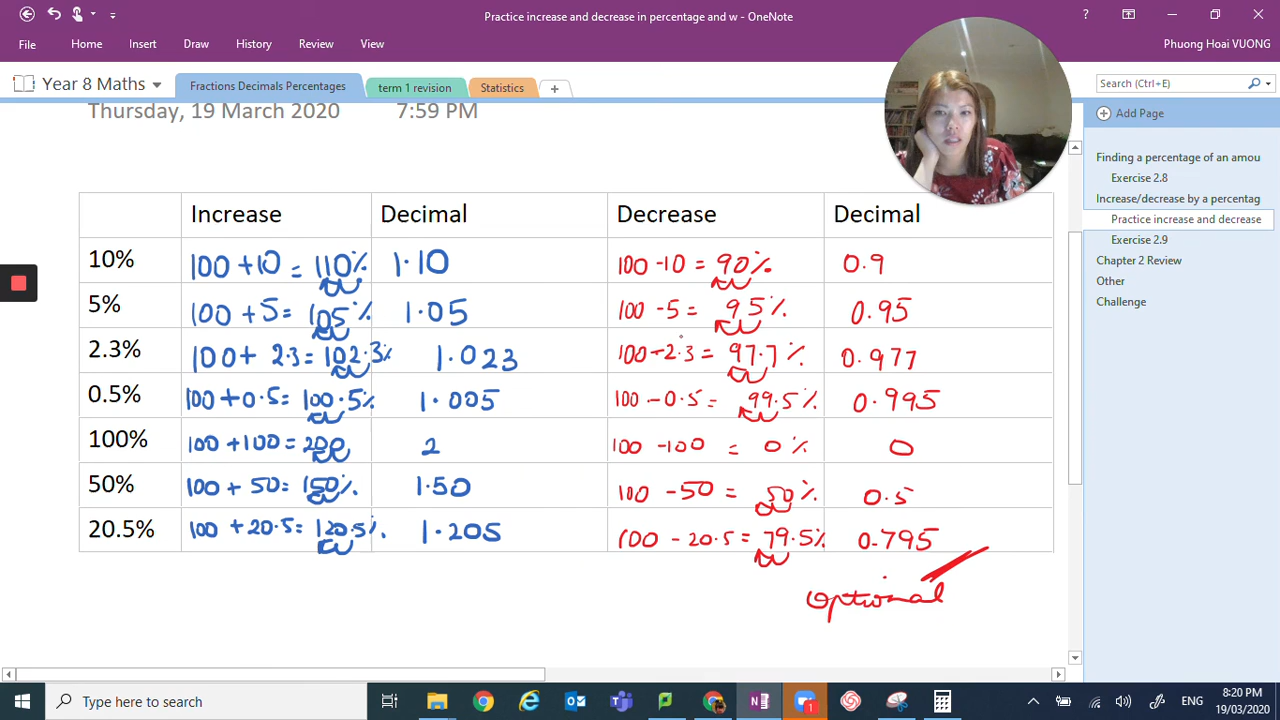 Practice increase and decrease in percentage and w - OneNote
?
Phuong Hoai VUONG
File Home Insert Draw History Review View
Year 8 Maths Fractions Decimals Percentages term 1 revision Statistics +
Search (Ctrl+E)
Thursday, 19 March 2020 7:59 PM
Add Page
Finding a percentage of an amou
Exercise 2.8
Increase/decrease by a percentag
Practice increase and decrease
Exercise 2.9
Chapter 2 Review
Other
Challenge
Increase Decimal Decrease Decimal
10% 100 + 10 = 110% 1.10 100 - 10 = 90% 0.9
5% 100 + 5 = 105% 1.05 100 - 5 = 95% 0.95
2.3% 100 + 2.3 = 102.3% 1.023 100 - 2.3 = 97.7% 0.977
0.5% 100 + 0.5 = 100.5% 1.005 100 - 0.5 = 99.5% 0.995
100% 100 + 100 = 200 2 100 - 100 = 0% 0
50% 100 + 50 = 150% 1.50 100 - 50 = 50% 0.5
20.5% 100 + 20.5 = 120.5% 1.205 100 - 20.5 = 79.5% 0.795
optional
Type here to search
1
ENG
8:20 PM
19/03/2020